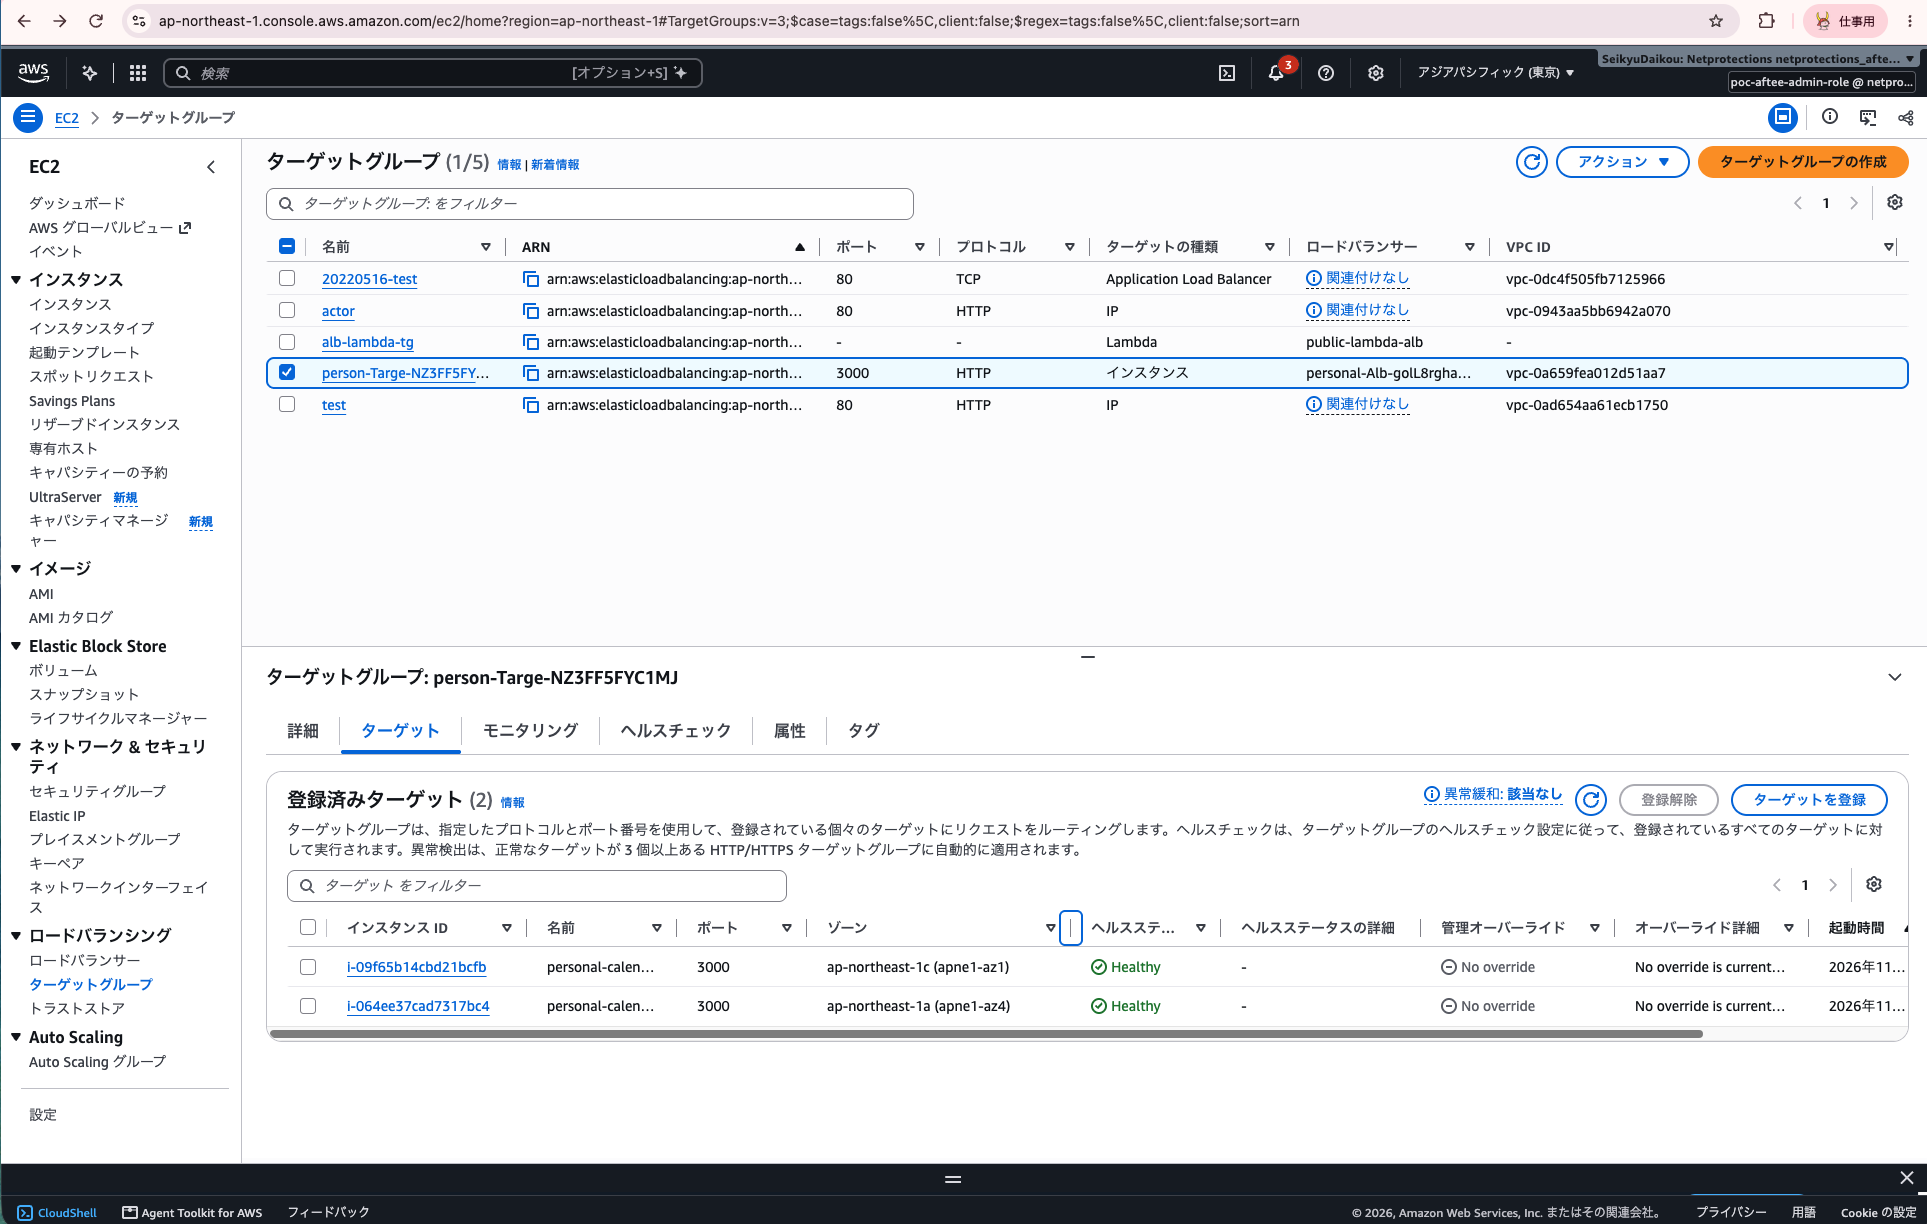 ap-northeast-1.console.aws.amazon.com/ec2/home?region=ap-northeast-1#TargetGroups:v=3;$case=tags:false%5C,client:false;$regex=tags:false%5C,client:false;sort=arn
仕事用
aws
検索
[オプション+S]
3
アジアパシフィック (東京)
SeikyuDaikou: Netprotections netprotections_afte...
poc-aftee-admin-role @ netpro...
EC2
ターゲットグループ
EC2
ダッシュボード
AWS グローバルビュー
イベント
インスタンス
インスタンス
インスタンスタイプ
起動テンプレート
スポットリクエスト
Savings Plans
リザーブドインスタンス
専有ホスト
キャパシティーの予約
UltraServer 新規
キャパシティマネージャー 新規
イメージ
AMI
AMI カタログ
Elastic Block Store
ボリューム
スナップショット
ライフサイクルマネージャー
ネットワーク & セキュリティ
セキュリティグループ
Elastic IP
プレイスメントグループ
キーペア
ネットワークインターフェイス
ロードバランシング
ロードバランサー
ターゲットグループ
トラストストア
Auto Scaling
Auto Scaling グループ
設定
ターゲットグループ (1/5) 情報 | 新着情報
アクション
ターゲットグループの作成
ターゲットグループ: をフィルター
1
名前 ARN ポート プロトコル ターゲットの種類 ロードバランサー VPC ID
20220516-test arn:aws:elasticloadbalancing:ap-north... 80 TCP Application Load Balancer 関連付けなし vpc-0dc4f505fb7125966
actor arn:aws:elasticloadbalancing:ap-north... 80 HTTP IP 関連付けなし vpc-0943aa5bb6942a070
alb-lambda-tg arn:aws:elasticloadbalancing:ap-north... - - Lambda public-lambda-alb -
person-Targe-NZ3FF5FY... arn:aws:elasticloadbalancing:ap-north... 3000 HTTP インスタンス personal-Alb-golL8rgha... vpc-0a659fea012d51aa7
test arn:aws:elasticloadbalancing:ap-north... 80 HTTP IP 関連付けなし vpc-0ad654aa61ecb1750
ターゲットグループ: person-Targe-NZ3FF5FYC1MJ
詳細 ターゲット モニタリング ヘルスチェック 属性 タグ
登録済みターゲット (2) 情報
異常緩和: 該当なし
登録解除
ターゲットを登録
ターゲットグループは、指定したプロトコルとポート番号を使用して、登録されている個々のターゲットにリクエストをルーティングします。ヘルスチェックは、ターゲットグループのヘルスチェック設定に従って、登録されているすべてのターゲットに対
して実行されます。異常検出は、正常なターゲットが 3 個以上ある HTTP/HTTPS ターゲットグループに自動的に適用されます。
ターゲット をフィルター
1
インスタンス ID 名前 ポート ゾーン ヘルスステ... ヘルスステータスの詳細 管理オーバーライド オーバーライド詳細 起動時間
i-09f65b14cbd21bcfb personal-calen... 3000 ap-northeast-1c (apne1-az1) Healthy - No override No override is current... 2026年11...
i-064ee37cad7317bc4 personal-calen... 3000 ap-northeast-1a (apne1-az4) Healthy - No override No override is current... 2026年11...
CloudShell Agent Toolkit for AWS フィードバック
© 2026, Amazon Web Services, Inc. またはその関連会社。 プライバシー 用語 Cookie の設定